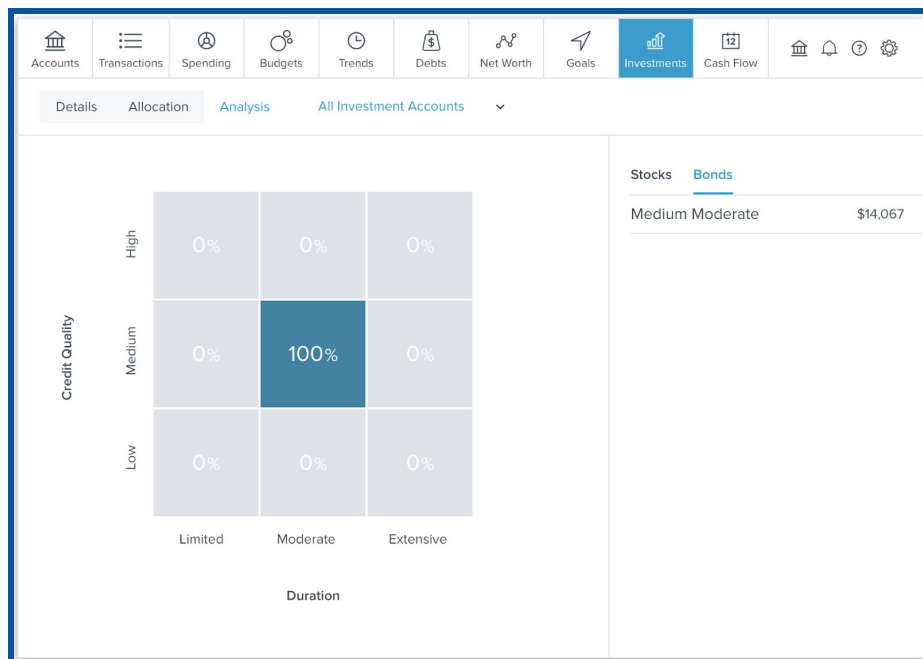 Accounts Transactions Spending Budgets Trends Debts Net Worth Goals Investments 12 Cash Flow ?
$
Details Allocation Analysis All Investment Accounts
Stocks Bonds
Medium Moderate $14,067
Credit Quality
High 0% 0% 0%
Medium 0% 100% 0%
Low 0% 0% 0%
Limited Moderate Extensive
Duration